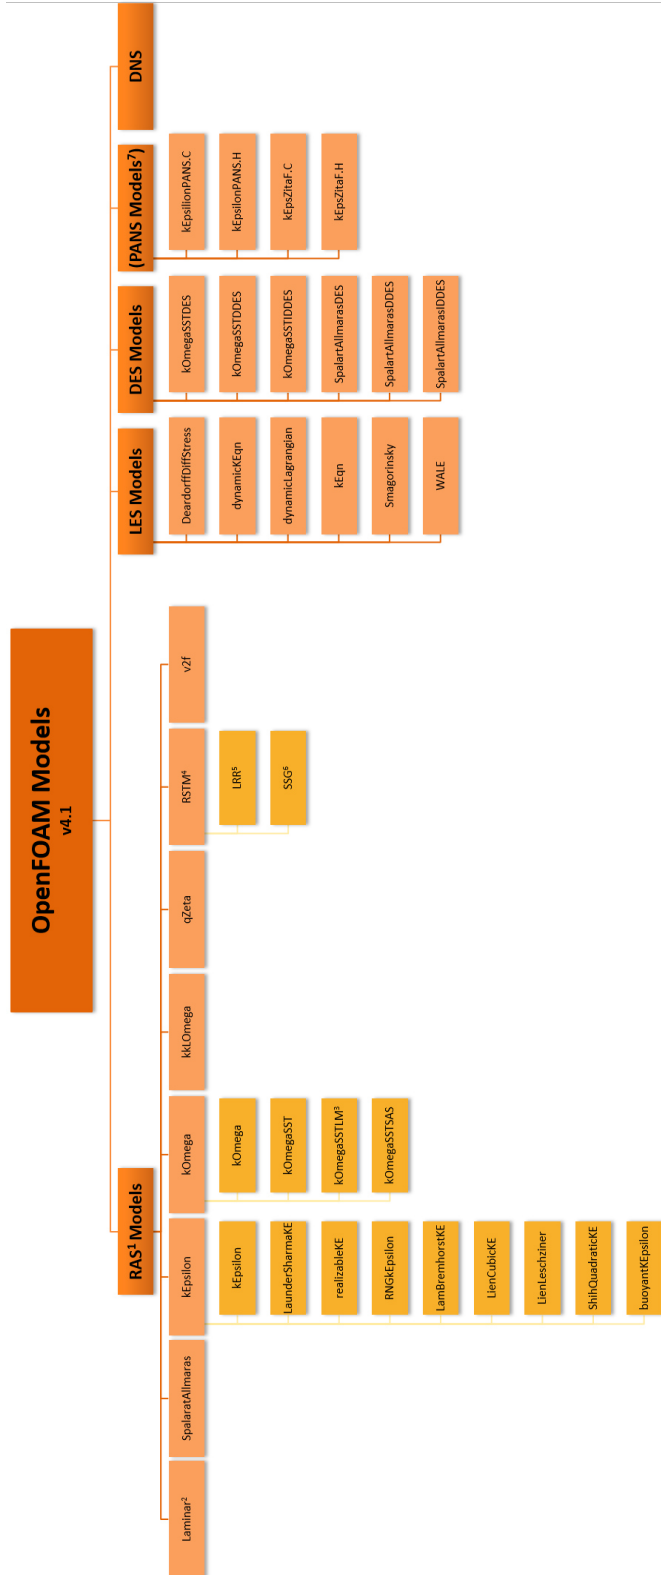 OpenFOAM Models
v4.1
RAS¹ Models
Laminar²
SpalaratAllmaras
kEpsilon
kEpsilon
LaunderSharmaKE
realizableKE
RNGkEpsilon
LamBremhorstKE
LienCubicKE
LienLeschziner
ShihQuadraticKE
buoyantKEpsilon
kOmega
kOmega
kOmegaSST
kOmegaSSTLM³
kOmegaSSTSAS
kkLOmega
qZeta
RSTM⁴
LRR⁵
SSG⁶
v2f
LES Models
DeardorffDiffStress
dynamicKEqn
dynamicLagrangian
kEqn
Smagorinsky
WALE
DES Models
kOmegaSSTDES
kOmegaSSTDDES
kOmegaSSTIDDES
SpalartAllmarasDES
SpalartAllmarasDDES
SpalartAllmarasIDDES
(PANS Models⁷)
kEpsilionPANS.C
kEpsilonPANS.H
kEpsZitaF.C
kEpsZitaF.H
DNS